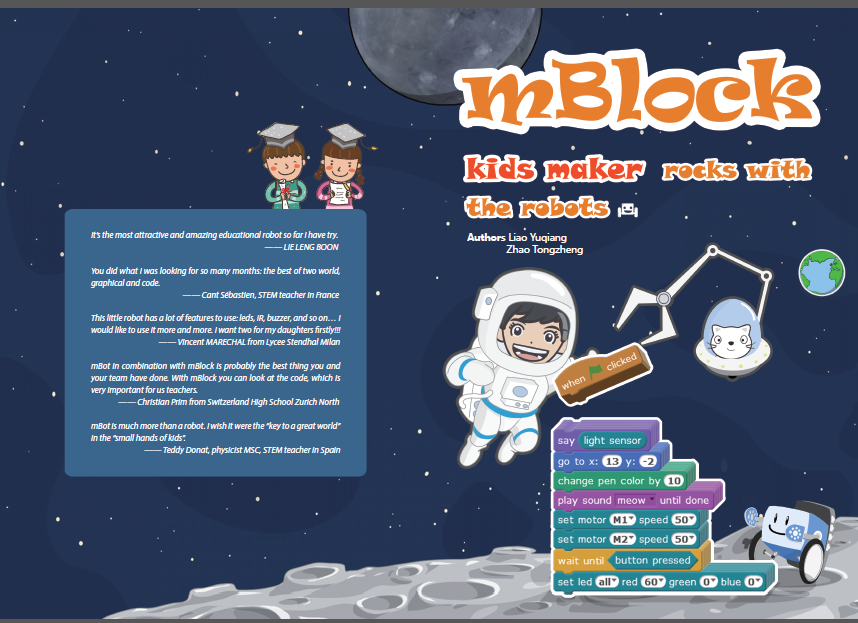 It's the most attractive and amazing educational robot so far I have try.
—— LIE LENG BOON
You did what I was looking for so many months: the best of two world,
graphical and code.
—— Cant Sébastien, STEM teacher in France
This little robot has a lot of features to use: leds, IR, buzzer, and so on… I
would like to use it more and more. I want two for my daughters firstly!!!
—— Vincent MARECHAL from Lycee Stendhal Milan
mBot in combination with mBlock is probably the best thing you and
your team have done. With mBlock you can look at the code, which is
very important for us teachers.
—— Christian Prim from Switzerland High School Zurich North
mBot is much more than a robot. I wish it were the "key to a great world"
in the "small hands of kids".
—— Teddy Donat, physicist MSC, STEM teacher in Spain
mBlock
kids maker rocks with
the robots
Authors Liao Yuqiang
Zhao Tongzheng
when clicked
say light sensor
go to x: 13 y: -2
change pen color by 10
play sound meow until done
set motor M1 speed 50
set motor M2 speed 50
wait until button pressed
set led all red 60 green 0 blue 0